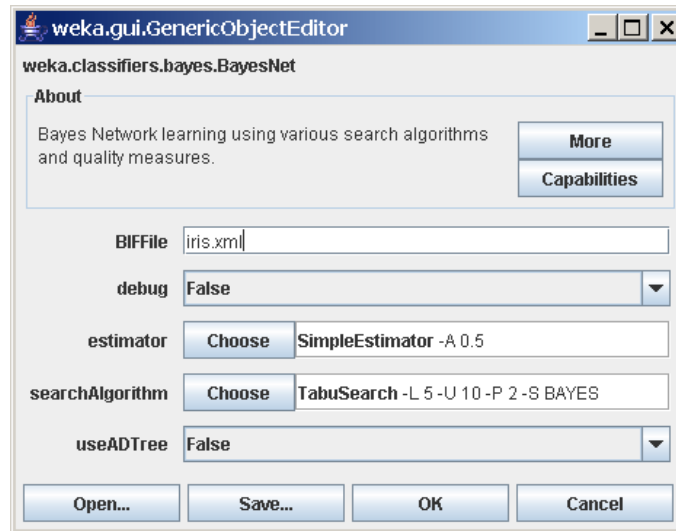 weka.gui.GenericObjectEditor
weka.classifiers.bayes.BayesNet
About
Bayes Network learning using various search algorithms
and quality measures.
More
Capabilities
BIFFile iris.xml
debug False
estimator Choose SimpleEstimator -A 0.5
searchAlgorithm Choose TabuSearch -L 5 -U 10 -P 2 -S BAYES
useADTree False
Open... Save... OK Cancel